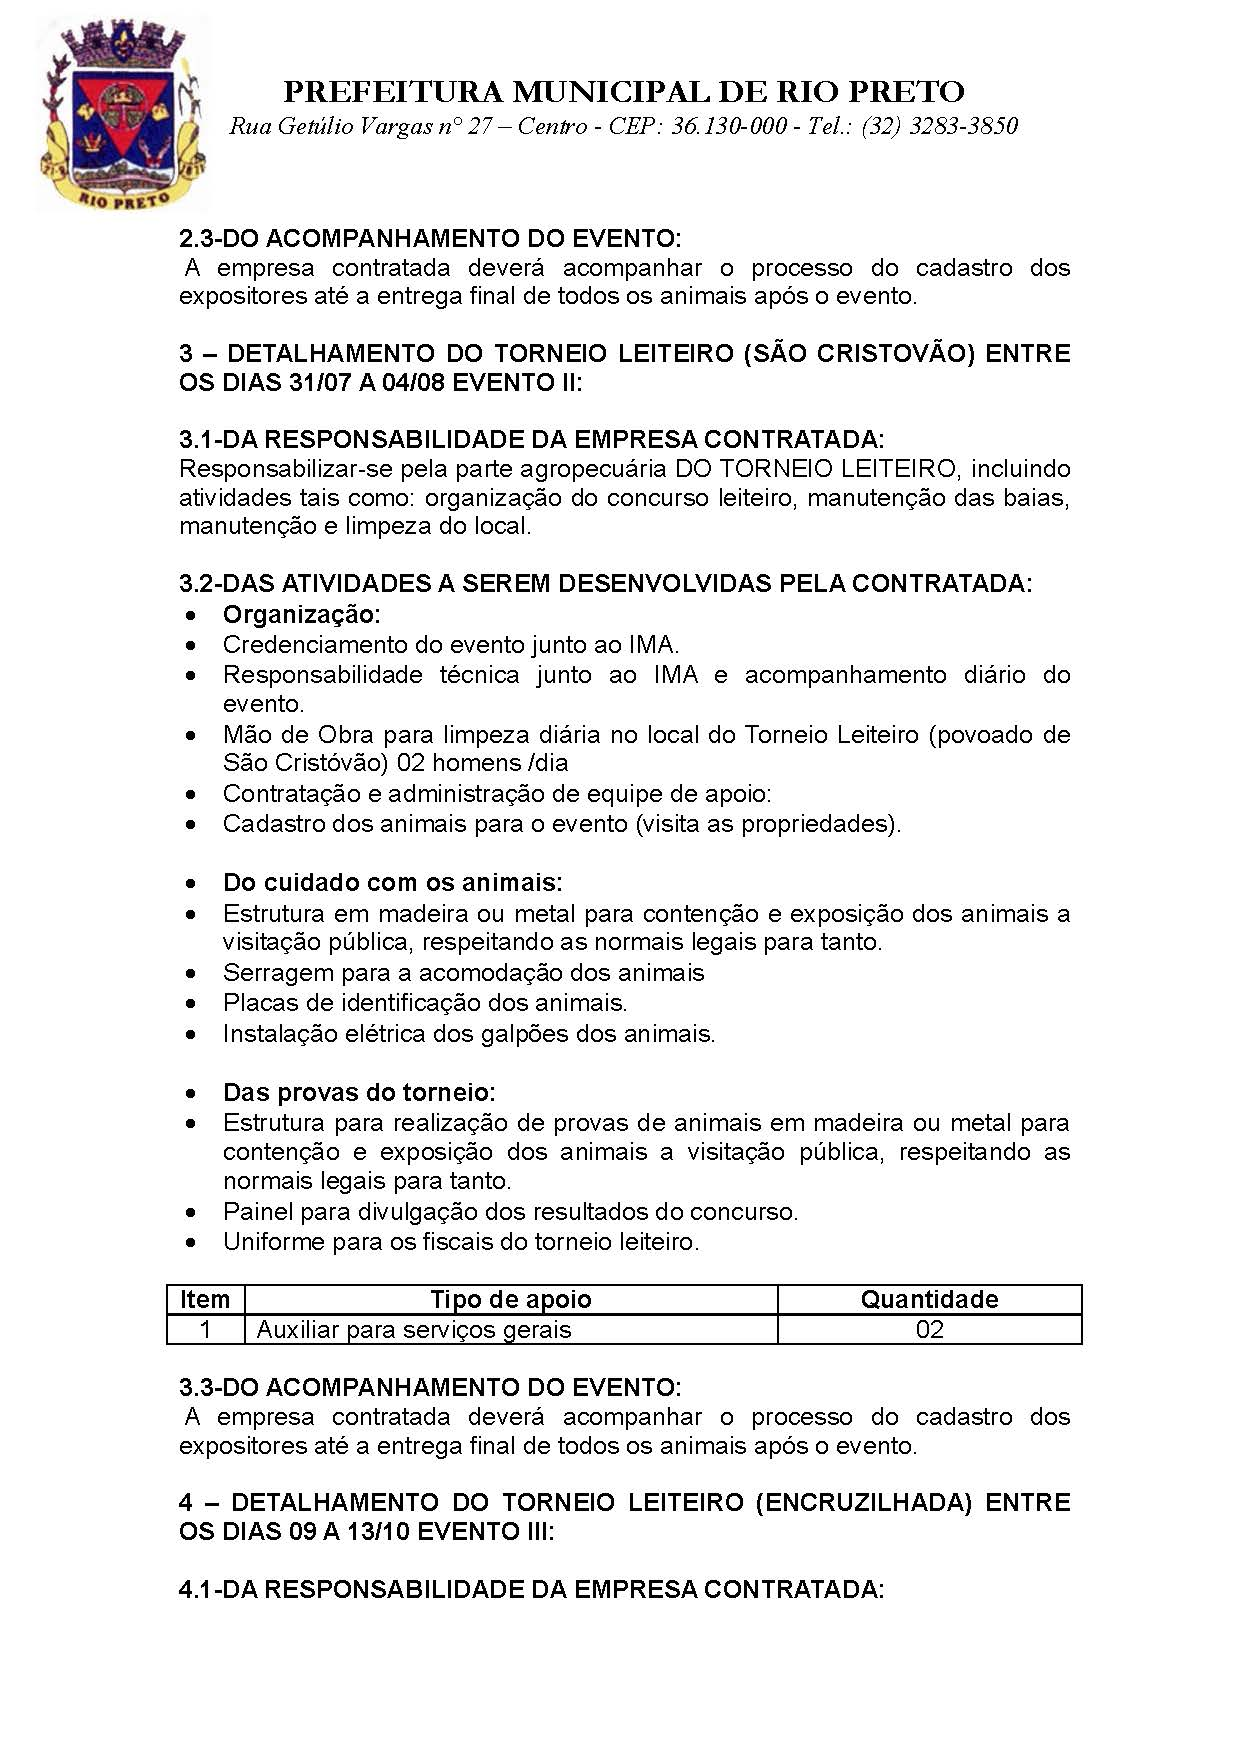 PREFEITURA MUNICIPAL DE RIO PRETO
Rua Getúlio Vargas n° 27 – Centro - CEP: 36.130-000 - Tel.: (32) 3283-3850
RIO PRETO
2.3-DO ACOMPANHAMENTO DO EVENTO:
A empresa contratada deverá acompanhar o processo do cadastro dos
expositores até a entrega final de todos os animais após o evento.
3 – DETALHAMENTO DO TORNEIO LEITEIRO (SÃO CRISTOVÃO) ENTRE
OS DIAS 31/07 A 04/08 EVENTO II:
3.1-DA RESPONSABILIDADE DA EMPRESA CONTRATADA:
Responsabilizar-se pela parte agropecuária DO TORNEIO LEITEIRO, incluindo
atividades tais como: organização do concurso leiteiro, manutenção das baias,
manutenção e limpeza do local.
3.2-DAS ATIVIDADES A SEREM DESENVOLVIDAS PELA CONTRATADA:
• Organização:
• Credenciamento do evento junto ao IMA.
• Responsabilidade técnica junto ao IMA e acompanhamento diário do
evento.
• Mão de Obra para limpeza diária no local do Torneio Leiteiro (povoado de
São Cristóvão) 02 homens /dia
• Contratação e administração de equipe de apoio:
• Cadastro dos animais para o evento (visita as propriedades).
• Do cuidado com os animais:
• Estrutura em madeira ou metal para contenção e exposição dos animais a
visitação pública, respeitando as normais legais para tanto.
• Serragem para a acomodação dos animais
• Placas de identificação dos animais.
• Instalação elétrica dos galpões dos animais.
• Das provas do torneio:
• Estrutura para realização de provas de animais em madeira ou metal para
contenção e exposição dos animais a visitação pública, respeitando as
normais legais para tanto.
• Painel para divulgação dos resultados do concurso.
• Uniforme para os fiscais do torneio leiteiro.
Item Tipo de apoio Quantidade
1 Auxiliar para serviços gerais 02
3.3-DO ACOMPANHAMENTO DO EVENTO:
A empresa contratada deverá acompanhar o processo do cadastro dos
expositores até a entrega final de todos os animais após o evento.
4 – DETALHAMENTO DO TORNEIO LEITEIRO (ENCRUZILHADA) ENTRE
OS DIAS 09 A 13/10 EVENTO III:
4.1-DA RESPONSABILIDADE DA EMPRESA CONTRATADA: